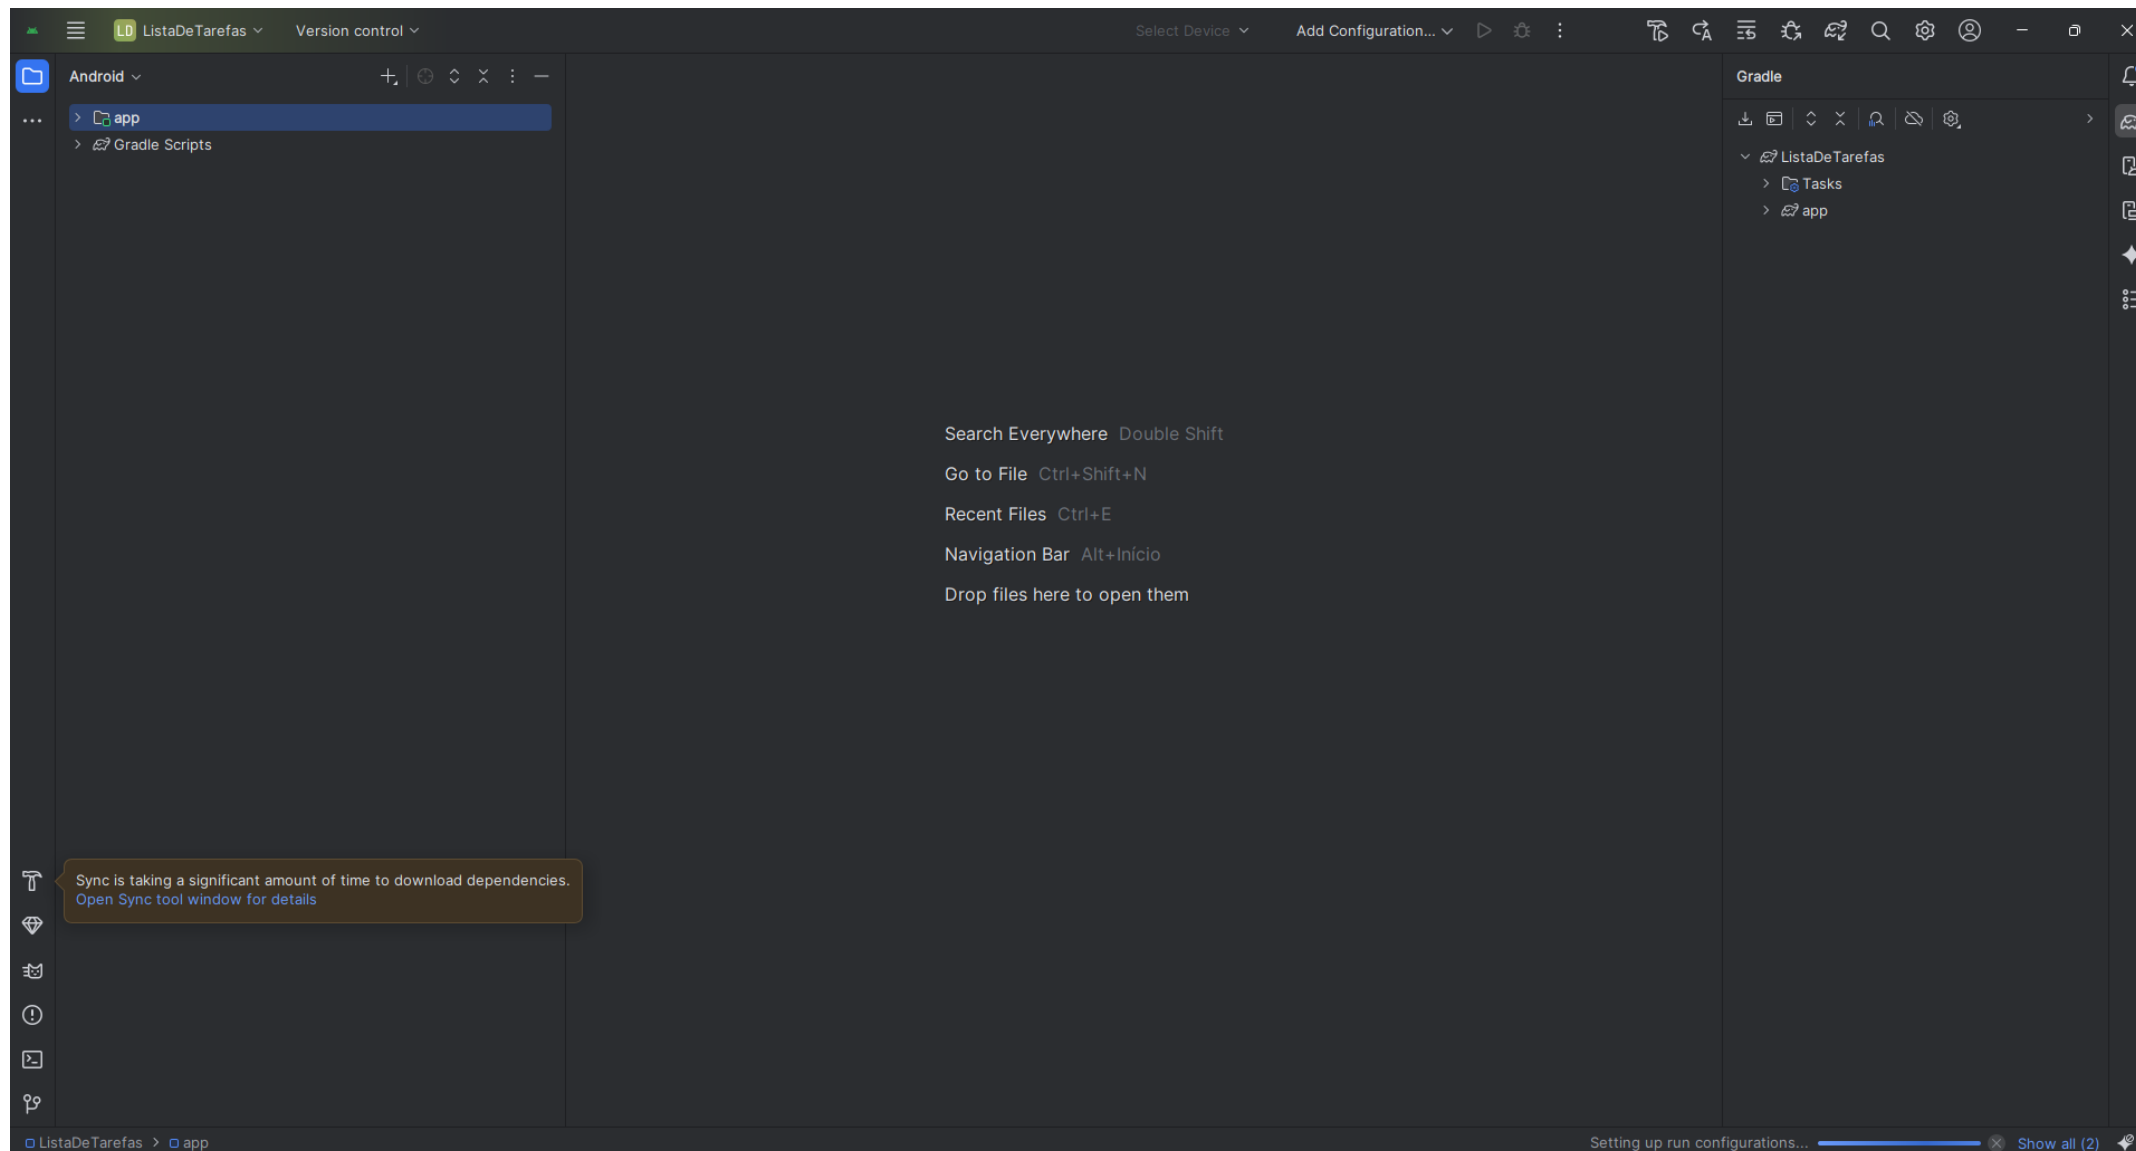 LD ListaDeTarefas Version control Select Device Add Configuration...
Android
app
Gradle Scripts
Gradle
ListaDeTarefas
Tasks
app
Search Everywhere Double Shift
Go to File Ctrl+Shift+N
Recent Files Ctrl+E
Navigation Bar Alt+Início
Drop files here to open them
Sync is taking a significant amount of time to download dependencies.
Open Sync tool window for details
ListaDeTarefas > app Setting up run configurations... Show all (2)